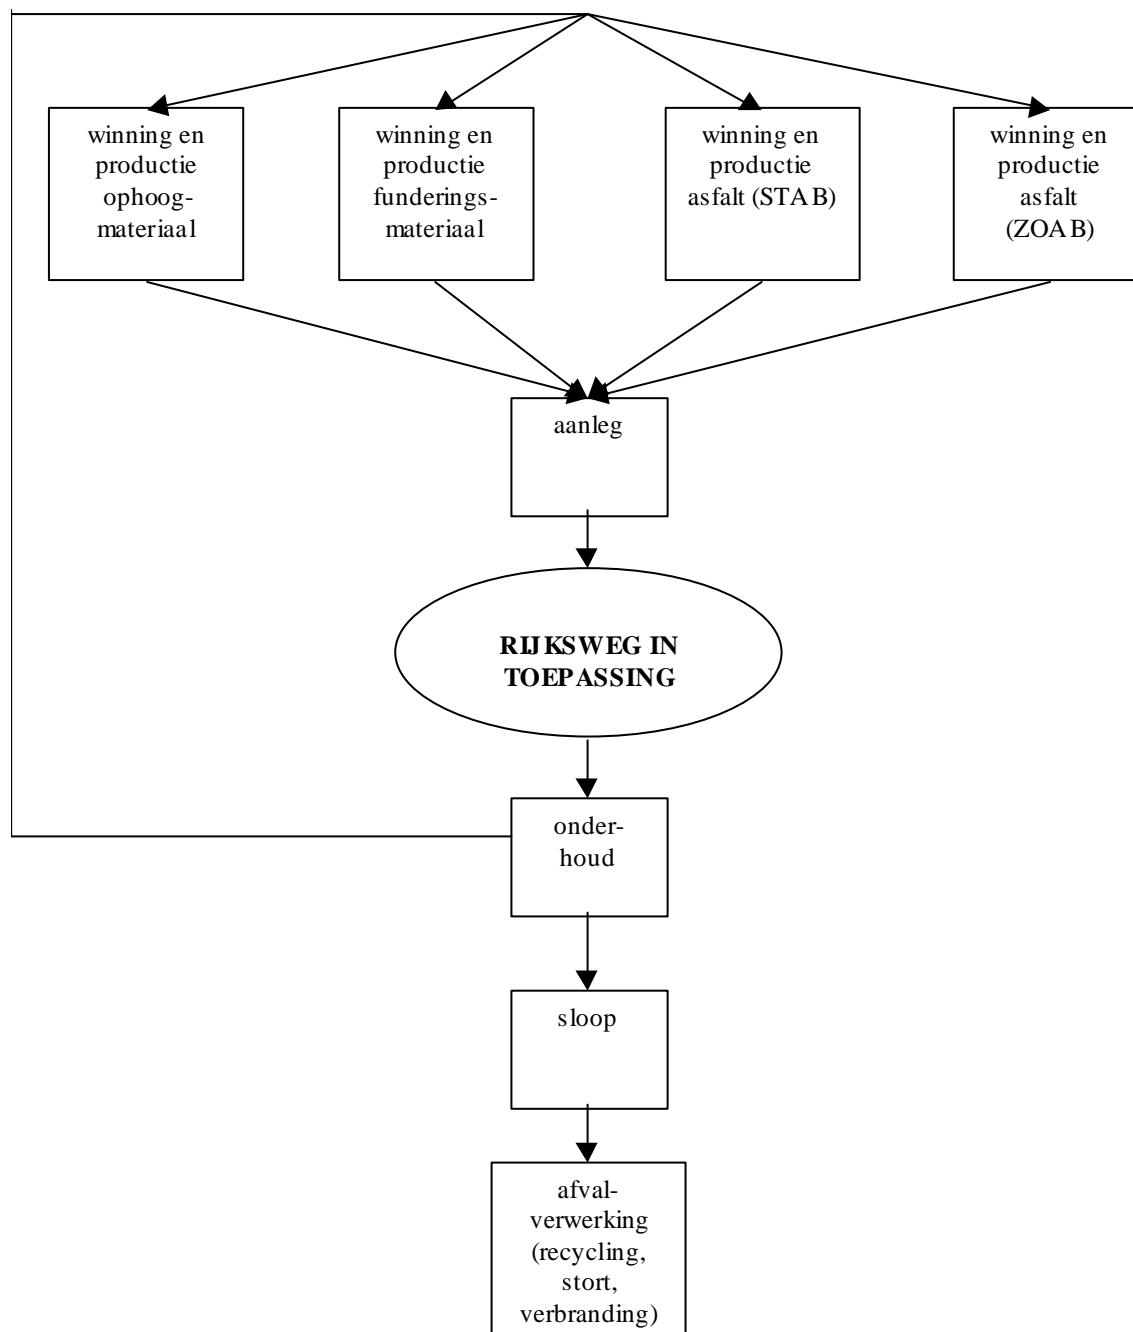 winning en
productie
ophoog-
materiaal
winning en
productie
funderings-
materiaal
winning en
productie
asfalt (STAB)
winning en
productie
asfalt
(ZOAB)
aanleg
RIJKSWEG IN
TOEPASSING
onder-
houd
sloop
afval-
verwerking
(recycling,
stort,
verbranding)